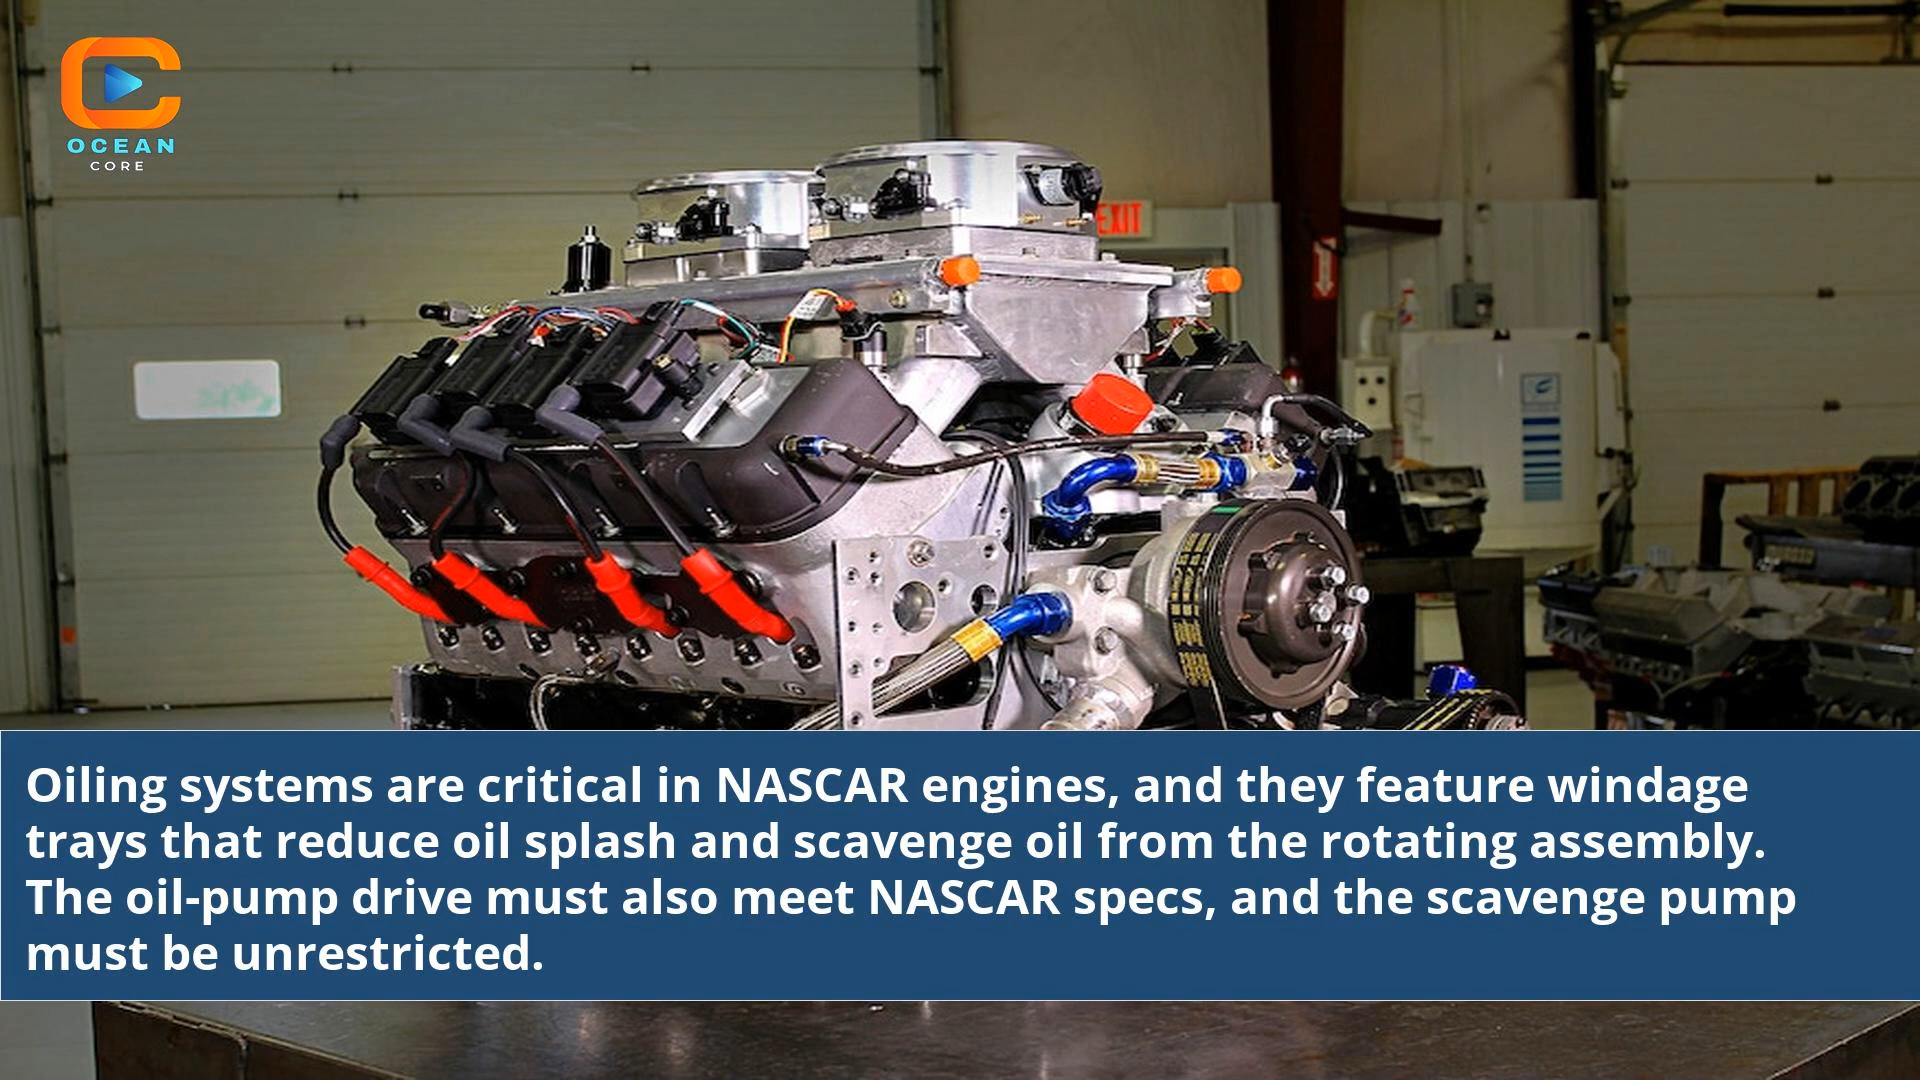 OCEAN
CORE
EXIT
Oiling systems are critical in NASCAR engines, and they feature windage
trays that reduce oil splash and scavenge oil from the rotating assembly.
The oil-pump drive must also meet NASCAR specs, and the scavenge pump
must be unrestricted.